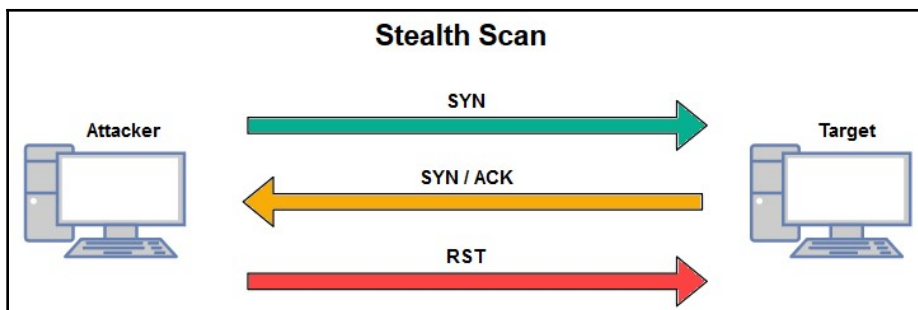 Stealth Scan
SYN
Attacker
Target
SYN / ACK
RST